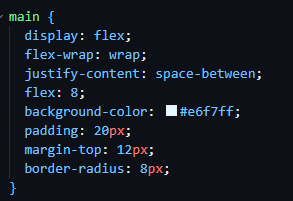 main {
display: flex;
flex-wrap: wrap;
justify-content: space-between;
flex: 8;
background-color: #e6f7ff;
padding: 20px;
margin-top: 12px;
border-radius: 8px;
}